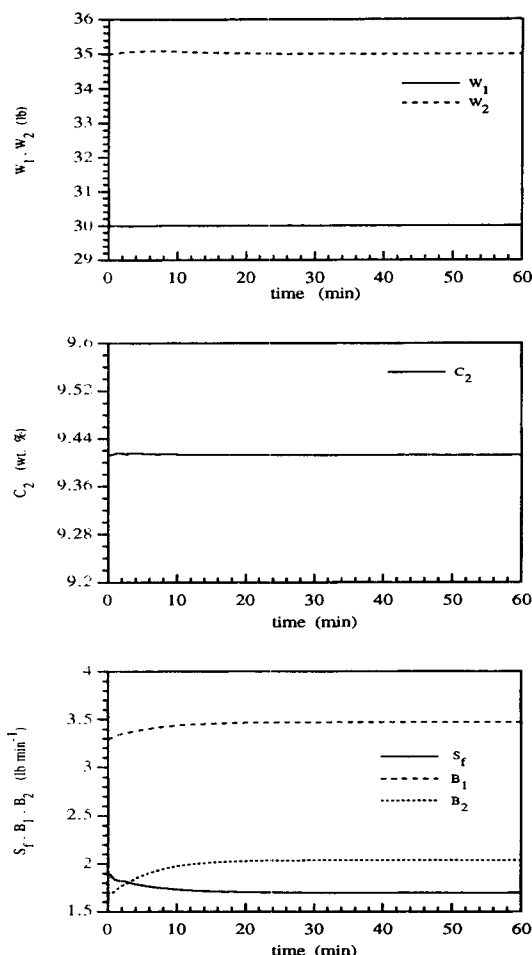 36
35
34
33
32
31
30
29
W₁, W₂ (lb)
W₁
W₂
0 10 20 30 40 50 60
time (min)
9.6
9.52
9.44
9.36
9.28
9.2
C₂ (wt. %)
C₂
0 10 20 30 40 50 60
time (min)
4
3.5
3
2.5
2
1.5
S_f, B₁, B₂ (lb min⁻¹)
S_f
B₁
B₂
0 10 20 30 40 50 60
time (min)